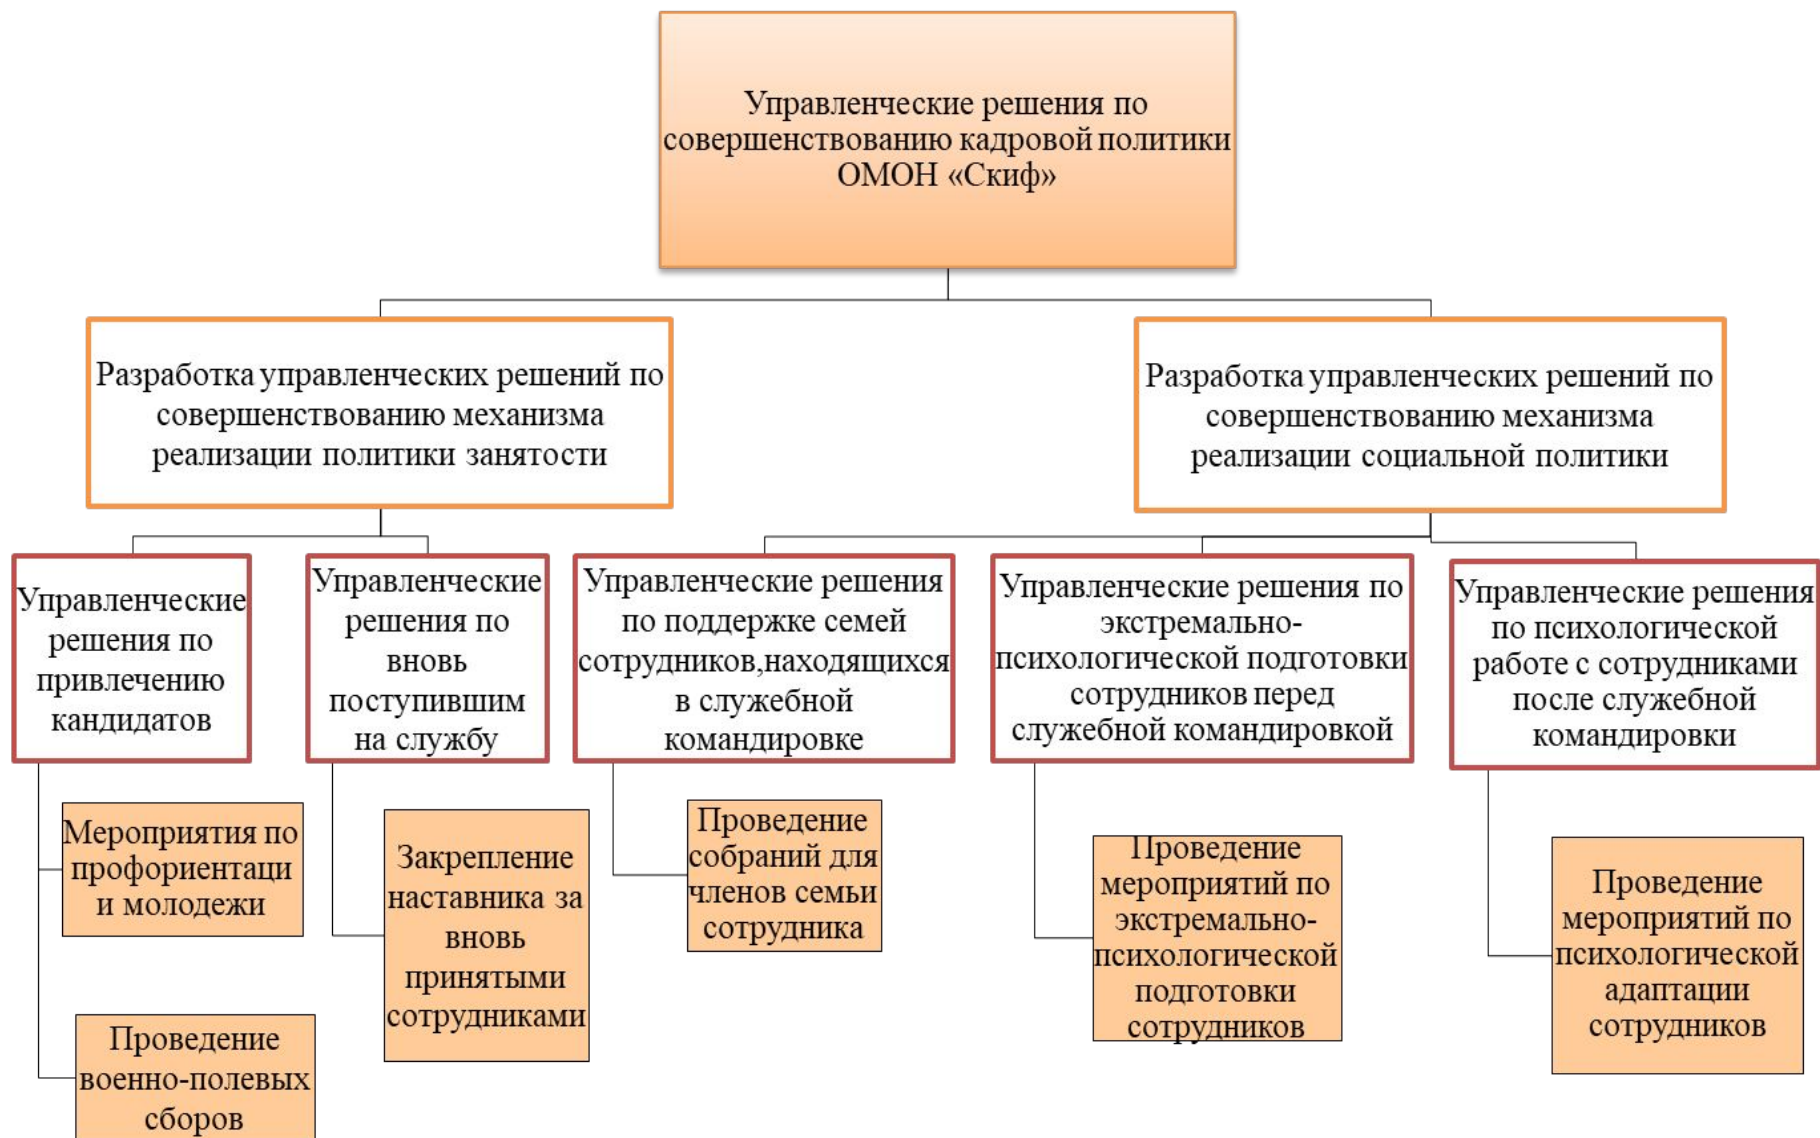 Управленческие решения по
совершенствованию кадровой политики
ОМОН «Скиф»
Разработка управленческих решений по
совершенствованию механизма
реализации политики занятости
Разработка управленческих решений по
совершенствованию механизма
реализации социальной политики
Управленческие
решения по
привлечению
кандидатов
Управленческие
решения по
вновь
поступившим
на службу
Управленческие решения
по поддержке семей
сотрудников,находящихся
в служебной
командировке
Управленческие решения по
экстремально-
психологической подготовки
сотрудников перед
служебной командировкой
Управленческие решения
по психологической
работе с сотрудниками
после служебной
командировки
Мероприятия по
профориентаци
и молодежи
Проведение
военно-полевых
сборов
Закрепление
наставника за
вновь
принятыми
сотрудниками
Проведение
собраний для
членов семьи
сотрудника
Проведение
мероприятий по
экстремально-
психологической
подготовки
сотрудников
Проведение
мероприятий по
психологической
адаптации
сотрудников